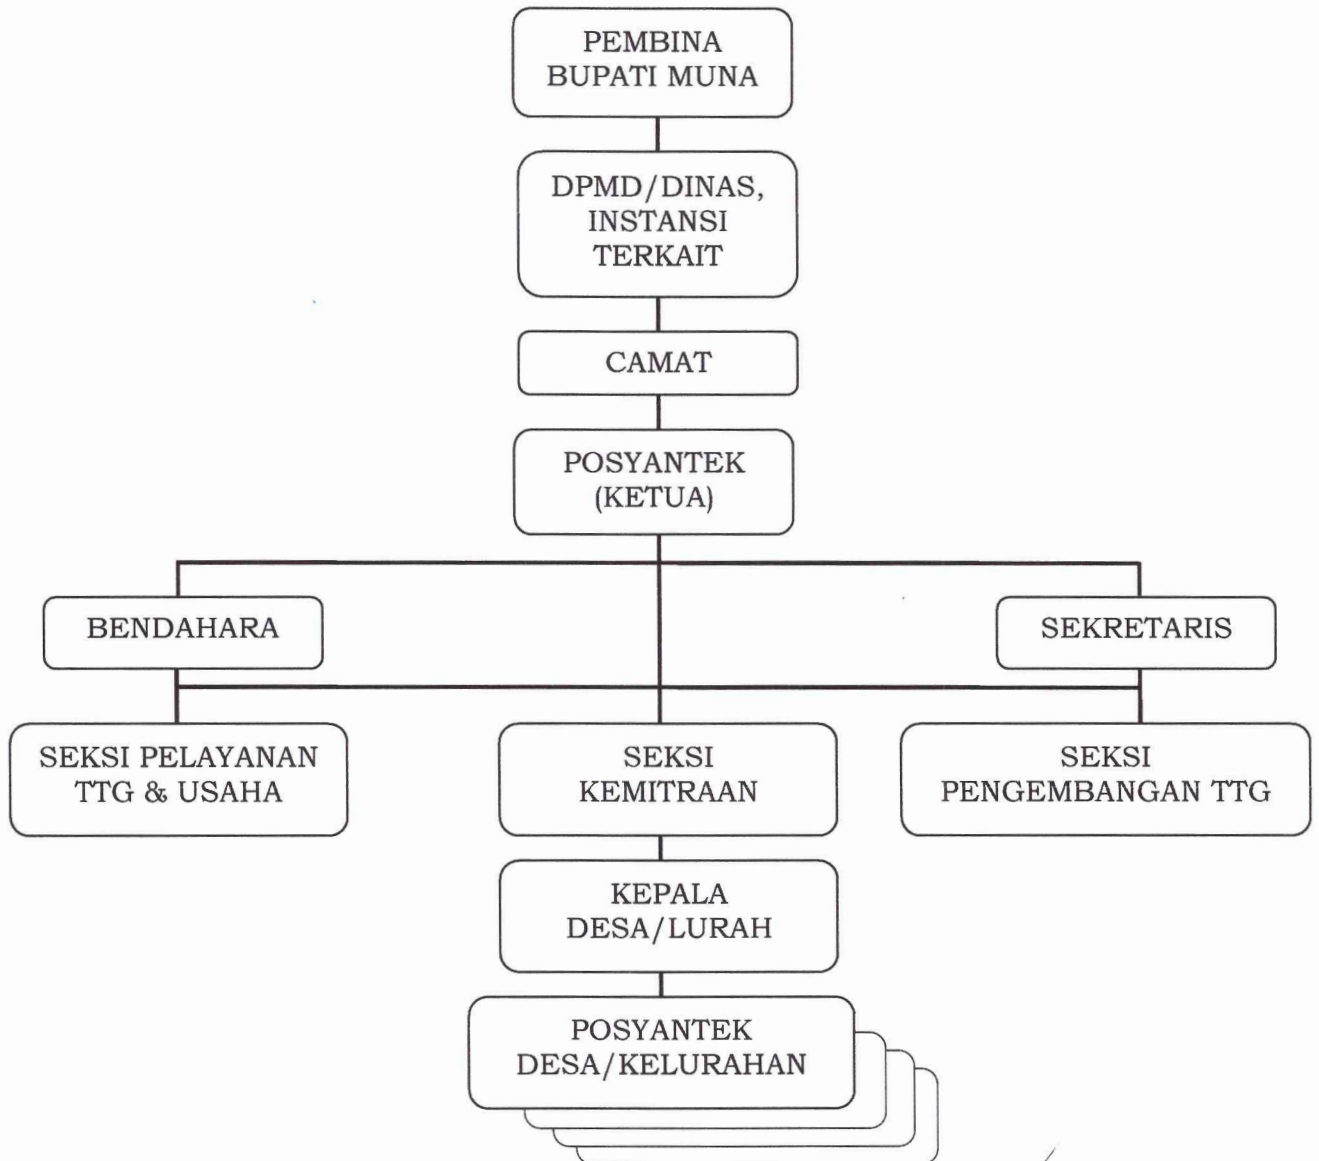 PEMBINA
BUPATI MUNA
DPMD/DINAS,
INSTANSI
TERKAIT
CAMAT
POSYANTEK
(KETUA)
BENDAHARA
SEKRETARIS
SEKSI PELAYANAN
TTG & USAHA
SEKSI
KEMITRAAN
SEKSI
PENGEMBANGAN TTG
KEPALA
DESA/LURAH
POSYANTEK
DESA/KELURAHAN